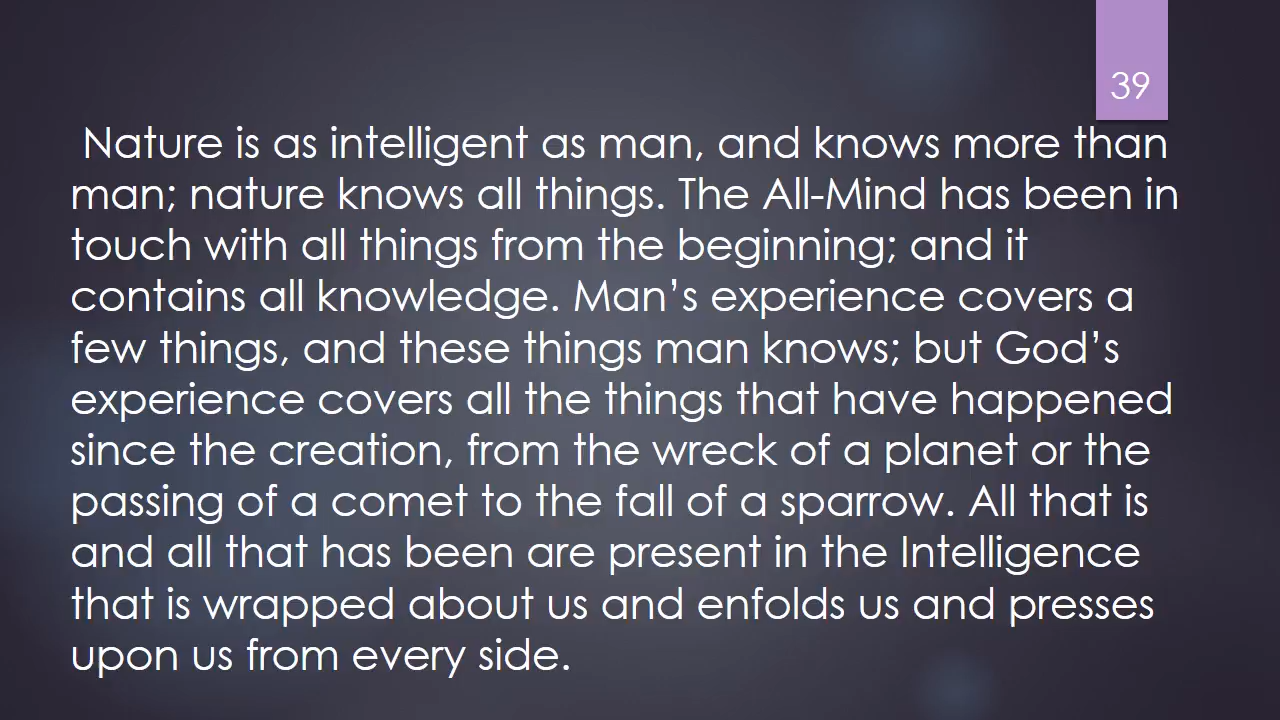 39
Nature is as intelligent as man, and knows more than
man; nature knows all things. The All-Mind has been in
touch with all things from the beginning; and it
contains all knowledge. Man’s experience covers a
few things, and these things man knows; but God’s
experience covers all the things that have happened
since the creation, from the wreck of a planet or the
passing of a comet to the fall of a sparrow. All that is
and all that has been are present in the Intelligence
that is wrapped about us and enfolds us and presses
upon us from every side.